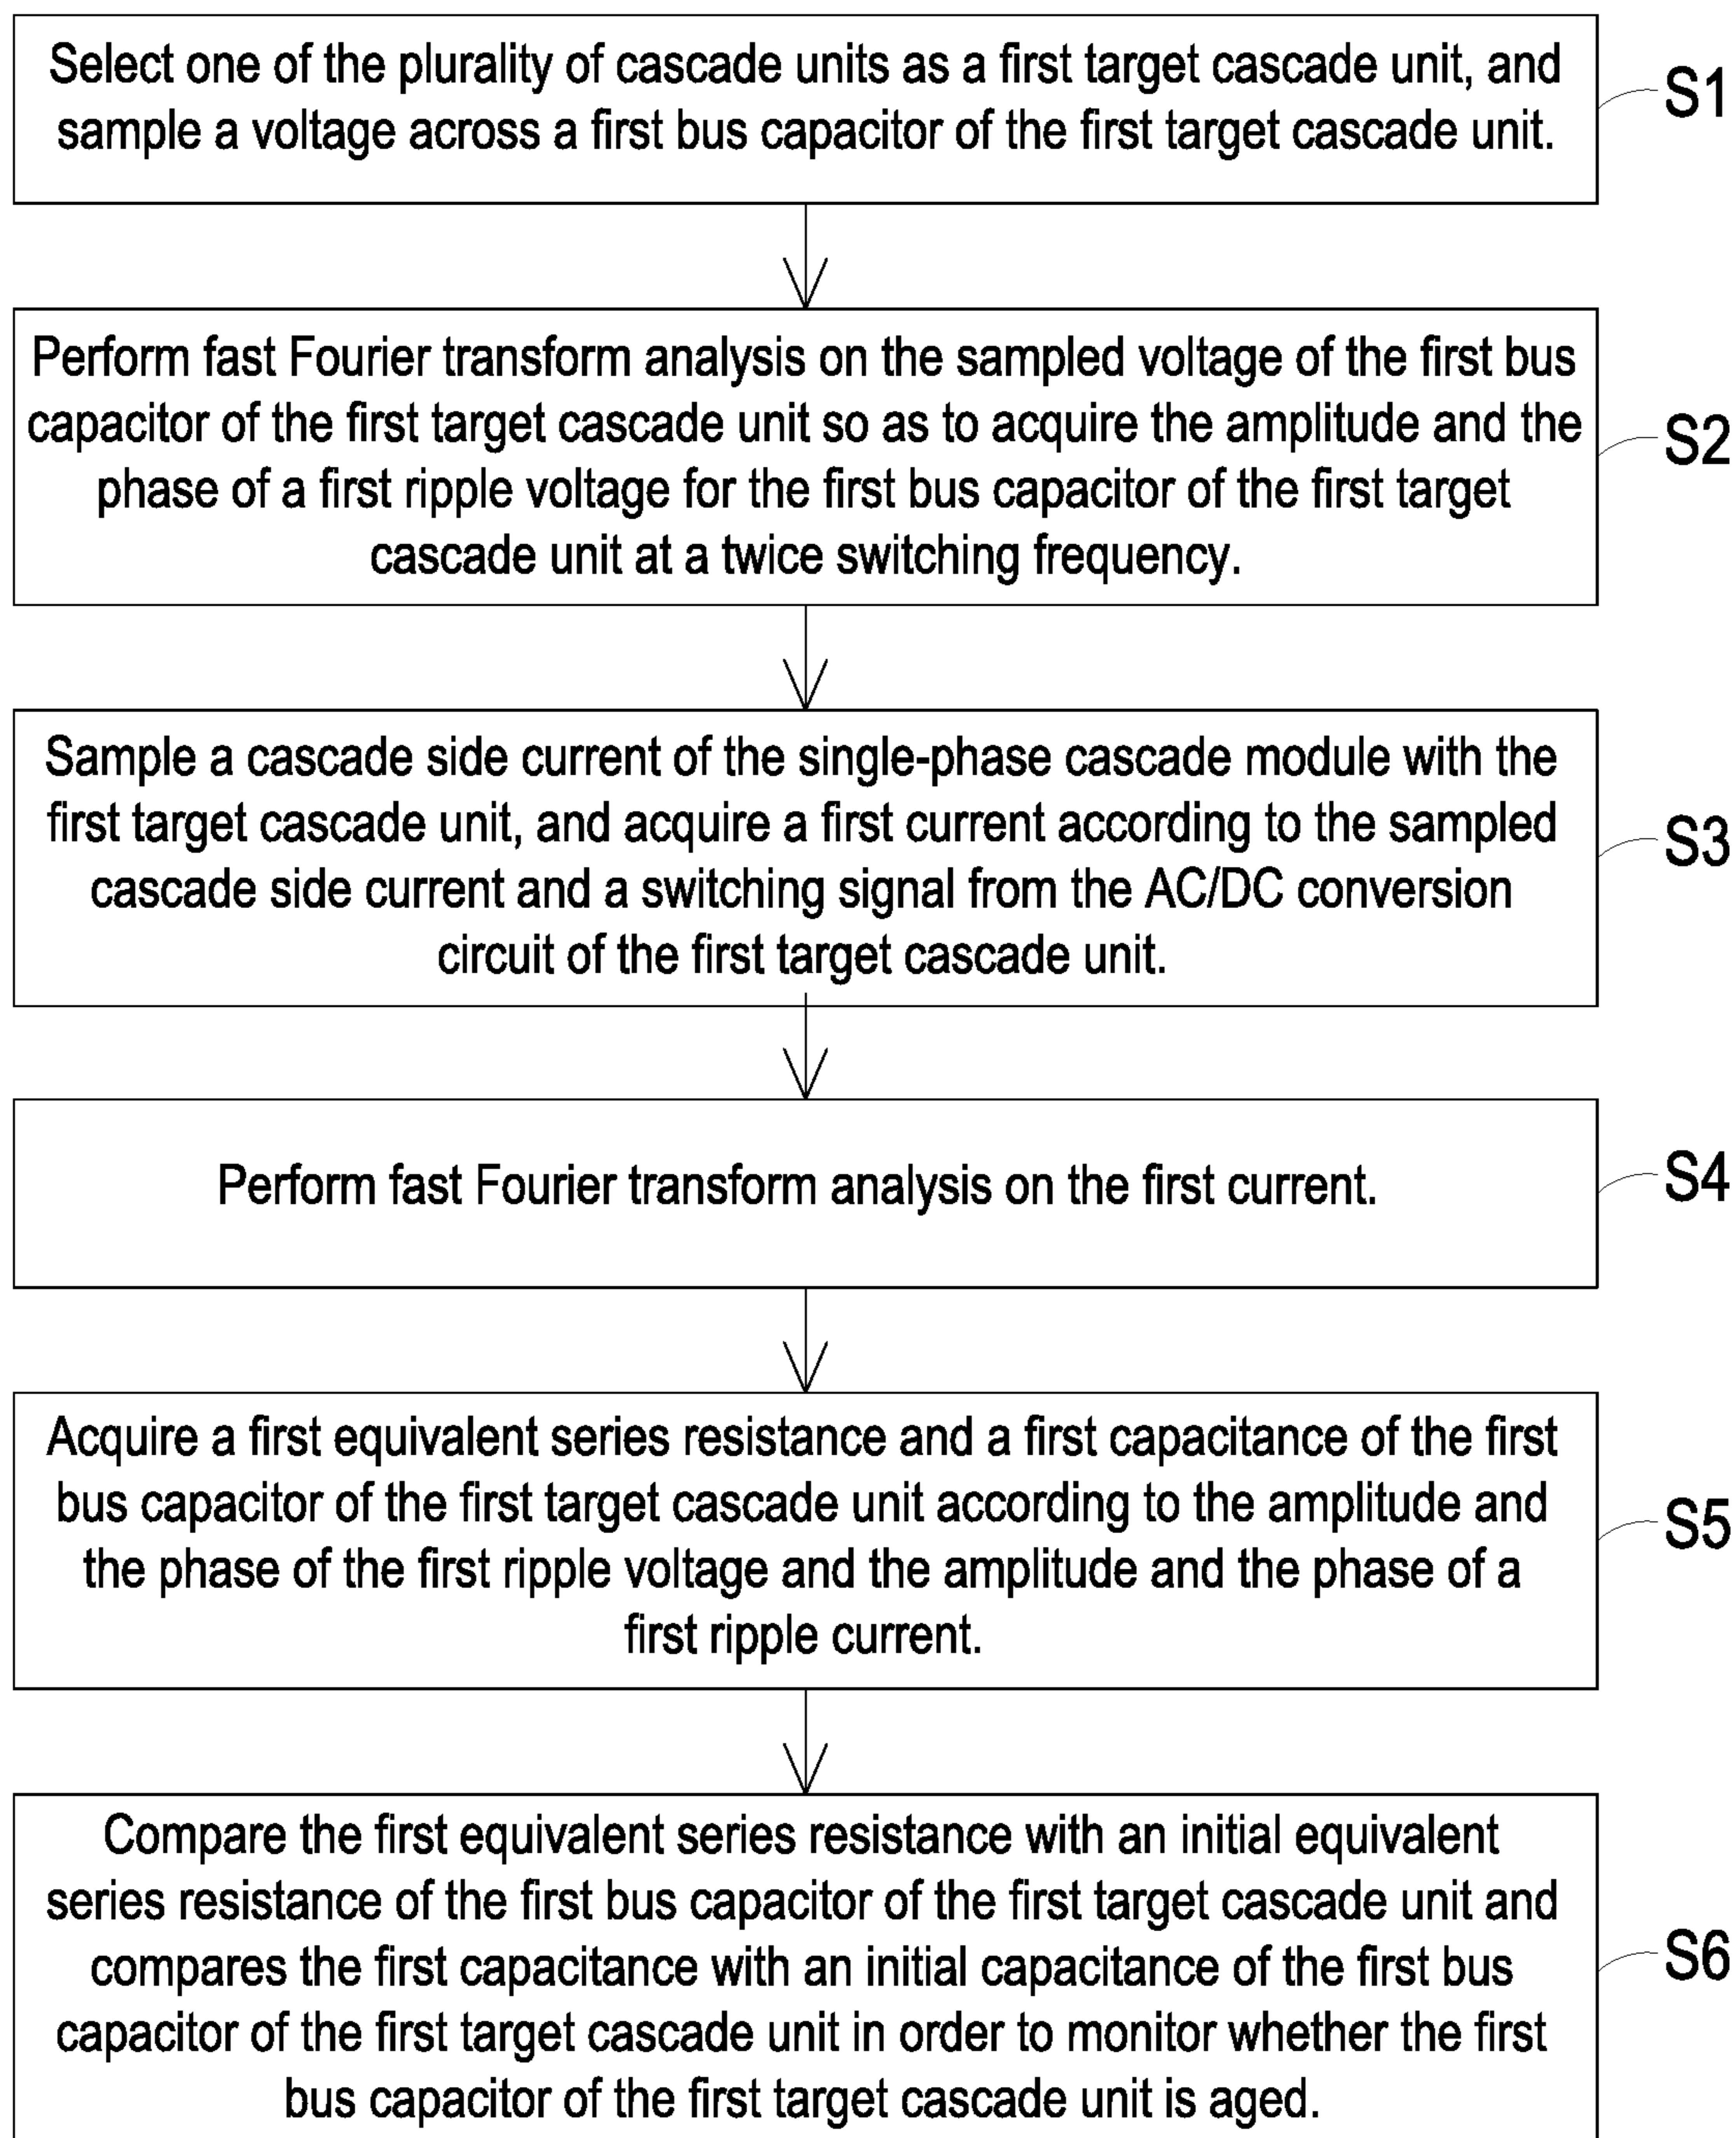 Select one of the plurality of cascade units as a first target cascade unit, and
sample a voltage across a first bus capacitor of the first target cascade unit.
S1
Perform fast Fourier transform analysis on the sampled voltage of the first bus
capacitor of the first target cascade unit so as to acquire the amplitude and the
phase of a first ripple voltage for the first bus capacitor of the first target
cascade unit at a twice switching frequency.
S2
Sample a cascade side current of the single-phase cascade module with the
first target cascade unit, and acquire a first current according to the sampled
cascade side current and a switching signal from the AC/DC conversion
circuit of the first target cascade unit.
S3
Perform fast Fourier transform analysis on the first current.
S4
Acquire a first equivalent series resistance and a first capacitance of the first
bus capacitor of the first target cascade unit according to the amplitude and
the phase of the first ripple voltage and the amplitude and the phase of a
first ripple current.
S5
Compare the first equivalent series resistance with an initial equivalent
series resistance of the first bus capacitor of the first target cascade unit and
compares the first capacitance with an initial capacitance of the first bus
capacitor of the first target cascade unit in order to monitor whether the first
bus capacitor of the first target cascade unit is aged.
S6